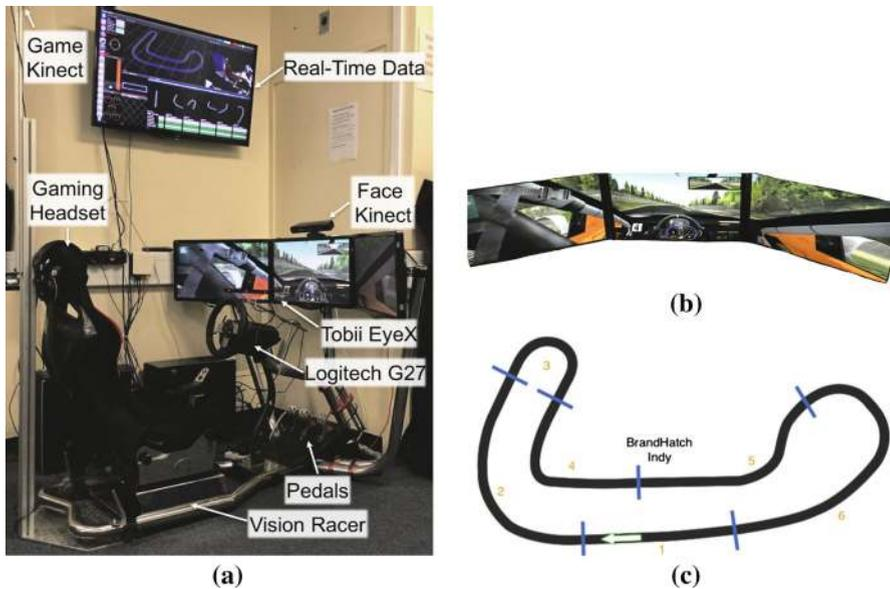 Game
Kinect
Real-Time Data
Gaming
Headset
Face
Kinect
Tobii EyeX
Logitech G27
Pedals
Vision Racer
(a)
(b)
3
BrandHatch
Indy
4
5
2
6
1
(c)